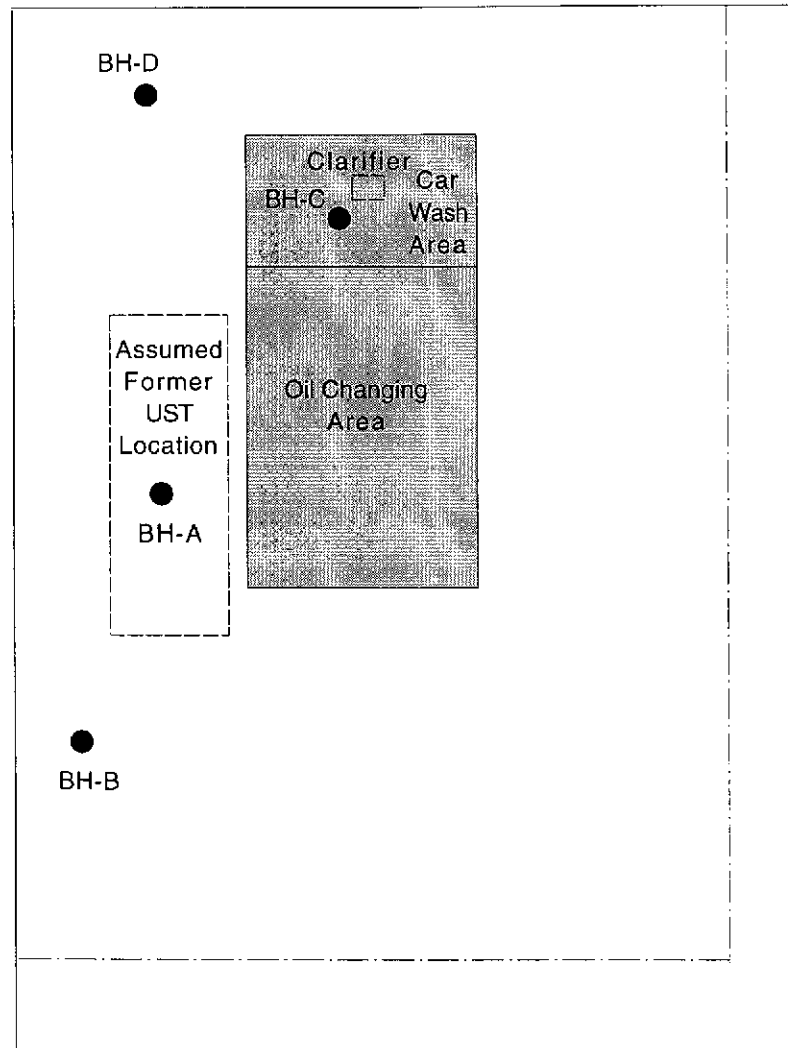 BH-D
Clarifier
BH-C
Car
Wash
Area
Assumed
Former
UST
Location
Oil Changing
Area
BH-A
BH-B